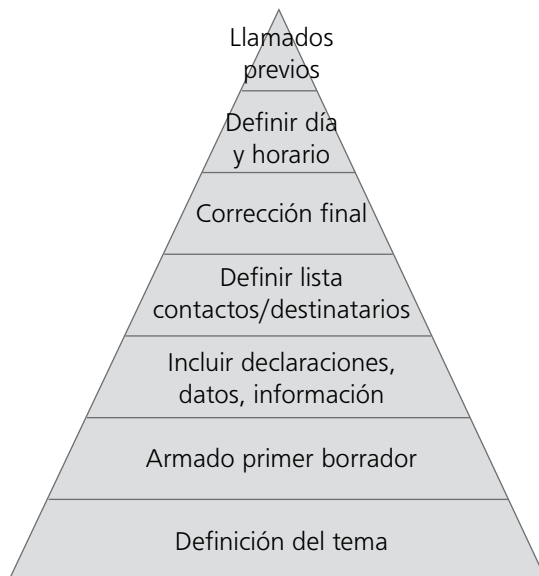 Llamados
previos
Definir día
y horario
Corrección final
Definir lista
contactos/destinatarios
Incluir declaraciones,
datos, información
Armado primer borrador
Definición del tema